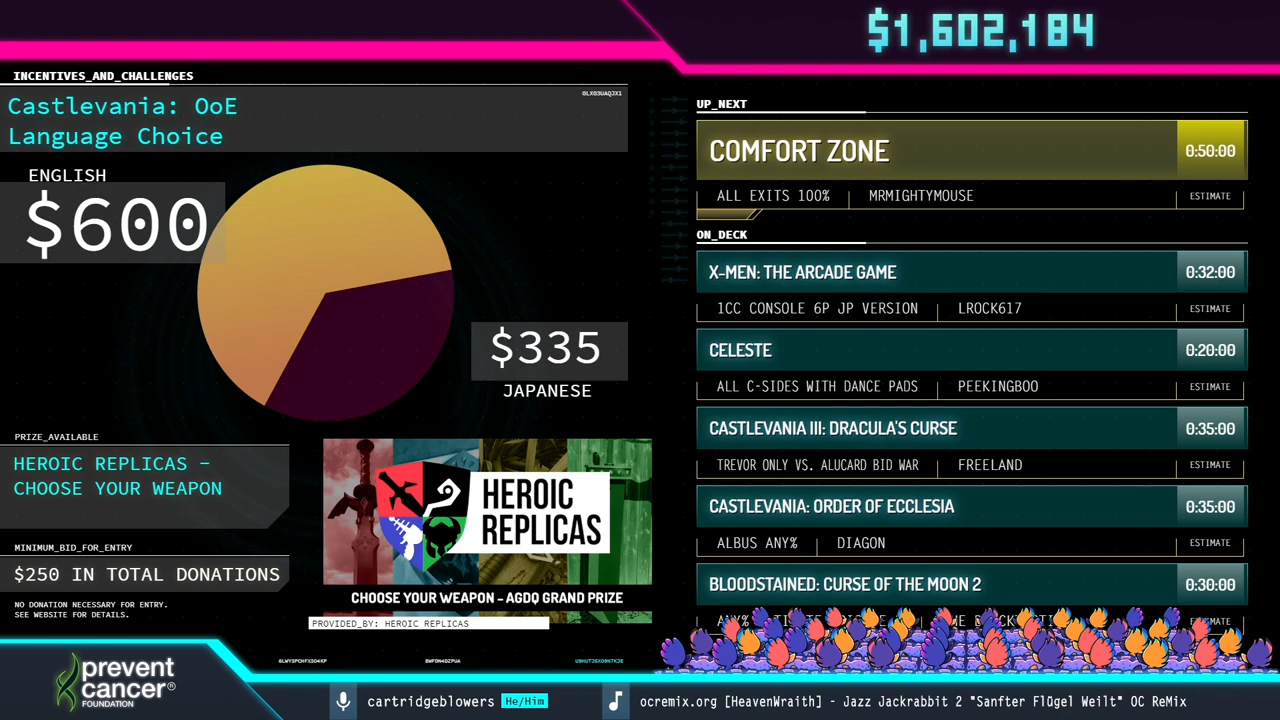 $1,602,184
INCENTIVES_AND_CHALLENGES
GLXG3UAQJX1
Castlevania: OoE
Language Choice
ENGLISH
$600
$335
JAPANESE
PRIZE_AVAILABLE
HEROIC REPLICAS -
CHOOSE YOUR WEAPON
MINIMUM_BID_FOR_ENTRY
$250 IN TOTAL DONATIONS
NO DONATION NECESSARY FOR ENTRY.
SEE WEBSITE FOR DETAILS.
HEROIC
REPLICAS
CHOOSE YOUR WEAPON - AGDQ GRAND PRIZE
PROVIDED_BY: HEROIC REPLICAS
UP_NEXT
COMFORT ZONE 0:50:00
ALL EXITS 100% MRMIGHTYMOUSE ESTIMATE
ON_DECK
X-MEN: THE ARCADE GAME 0:32:00
1CC CONSOLE 6P JP VERSION LROCK617 ESTIMATE
CELESTE 0:20:00
ALL C-SIDES WITH DANCE PADS PEEKINGBOO ESTIMATE
CASTLEVANIA III: DRACULA'S CURSE 0:35:00
TREVOR ONLY VS. ALUCARD BID WAR FREELAND ESTIMATE
CASTLEVANIA: ORDER OF ECCLESIA 0:35:00
ALBUS ANY% DIAGON ESTIMATE
BLOODSTAINED: CURSE OF THE MOON 2 0:30:00
prevent
cancer®
FOUNDATION
cartridgeblowers He/Him
ocremix.org [HeavenWraith] - Jazz Jackrabbit 2 "Sanfter Flügel Weilt" OC ReMix